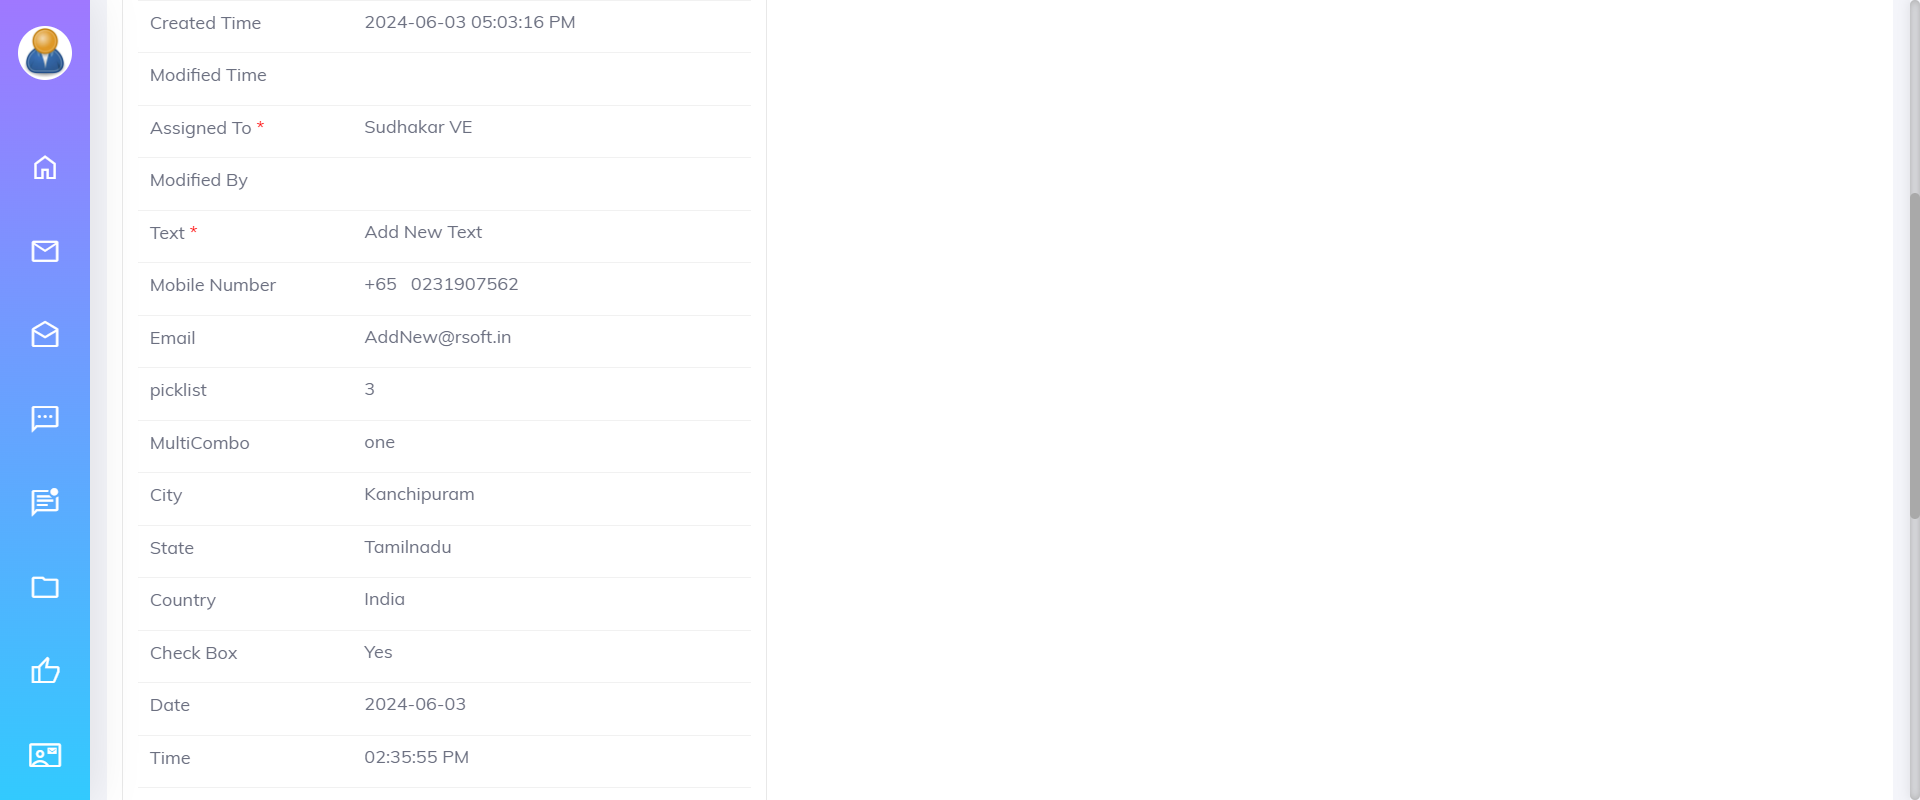 Created Time 2024-06-03 05:03:16 PM
Modified Time
Assigned To * Sudhakar VE
Modified By
Text * Add New Text
Mobile Number +65 0231907562
Email AddNew@rsoft.in
picklist 3
MultiCombo one
City Kanchipuram
State Tamilnadu
Country India
Check Box Yes
Date 2024-06-03
Time 02:35:55 PM